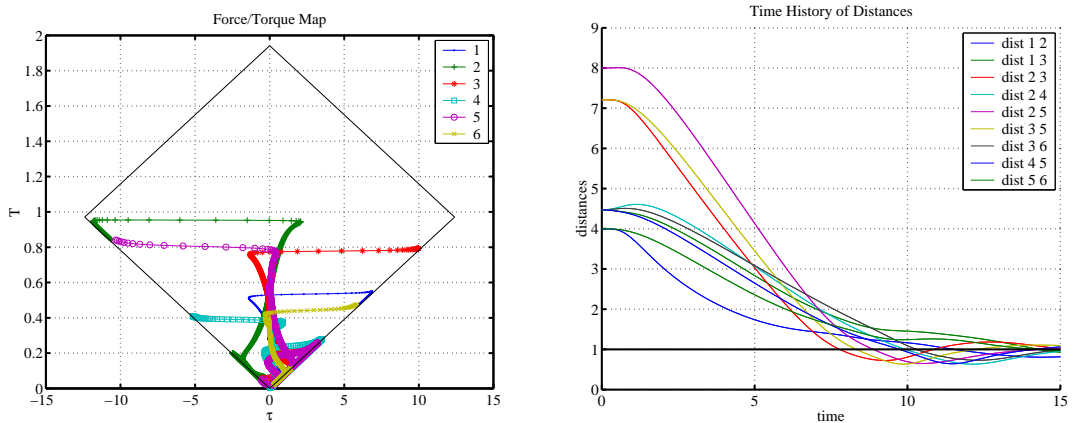 Force/Torque Map
2
1.8
1.6
1.4
1.2
1
0.8
0.6
0.4
0.2
0
T
−15
−10
−5
0
5
10
15
τ
1
2
3
4
5
6
Time History of Distances
9
8
7
6
5
4
3
2
1
0
distances
0
5
10
15
time
dist 1 2
dist 1 3
dist 2 3
dist 2 4
dist 2 5
dist 3 5
dist 3 6
dist 4 5
dist 5 6